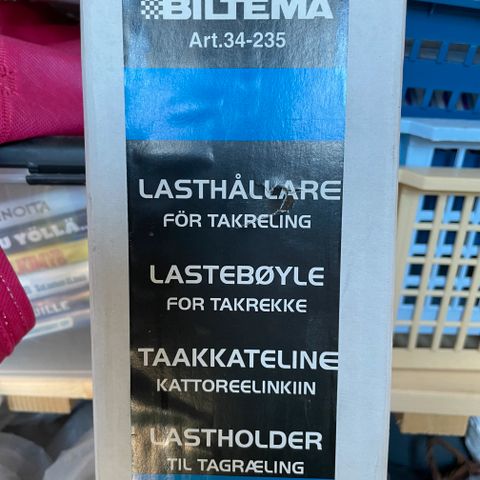 BILTEMA
Art.34-235
LASTHÅLLARE
FÖR TAKRELING
LASTEBØYLE
FOR TAKREKKE
TAAKKATELINE
KATTOREELINKIIN
LASTHOLDER
TIL TAGRÆLING